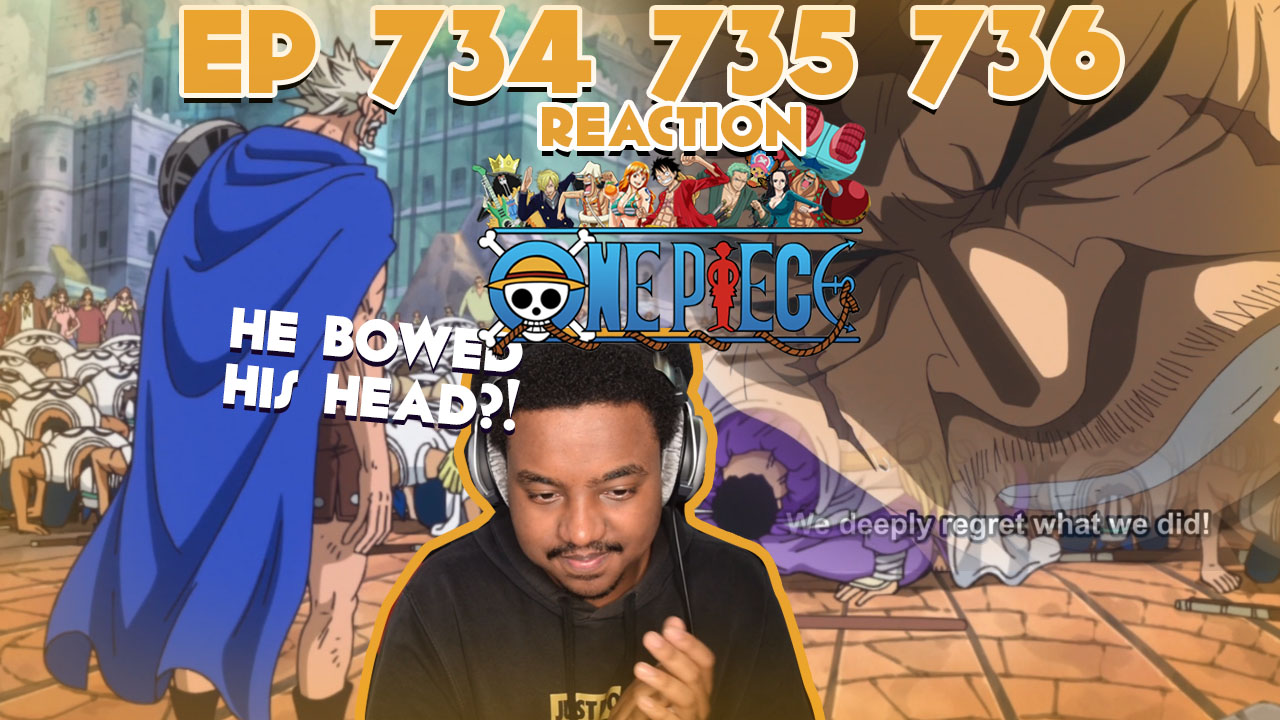 EP 734 735 736
REACTION
ONE PIECE
HE BOWED
HIS HEAD?!
We deeply regret what we did!